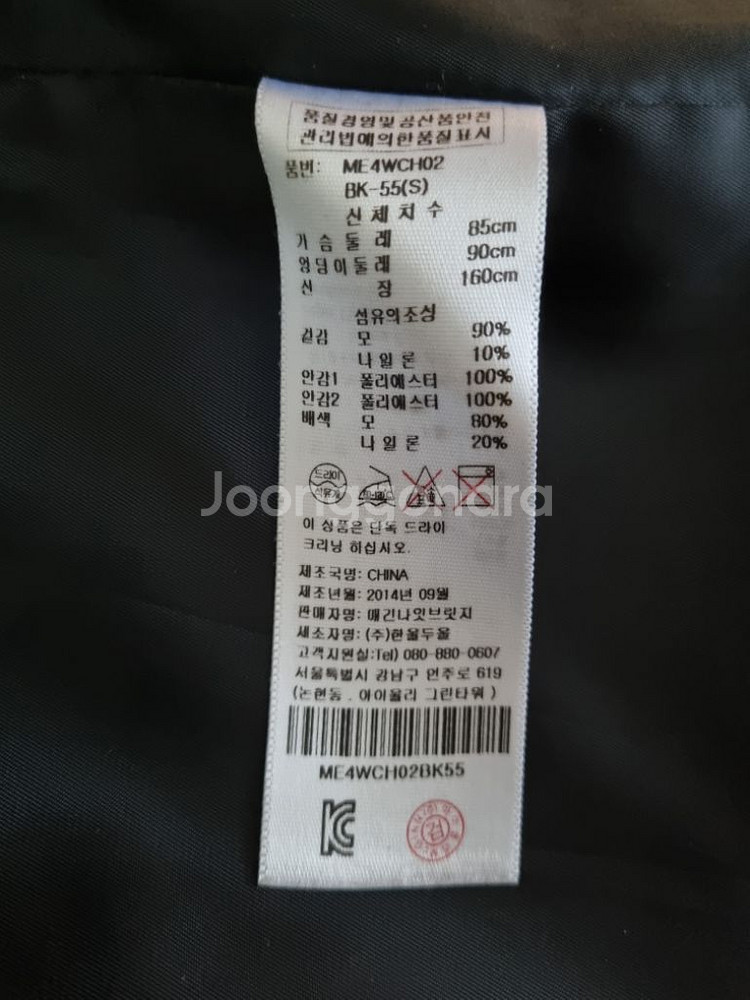 품질경영및공산품안전
관리법에의한품질표시
품번: ME4WCH02
BK-55(S)
신체치수
가슴둘레 85cm
엉덩이둘레 90cm
신장 160cm
섬유의조성
겉감 모 90%
나일론 10%
안감1 폴리에스터 100%
안감2 폴리에스터 100%
배색 모 80%
나일론 20%
드라이
석유계
Joonggonara
이 상품은 단독 드라이
크리닝 하십시오.
제조국명: CHINA
제조년월: 2014년 09월
판매자명: 매긴나잇브릿지
제조자명: (주)한올두올
고객지원실:Tel) 080-880-0607
서울특별시 강남구 언주로 619
(논현동 . 아이올리 그린타워 )
ME4WCH02BK55
검